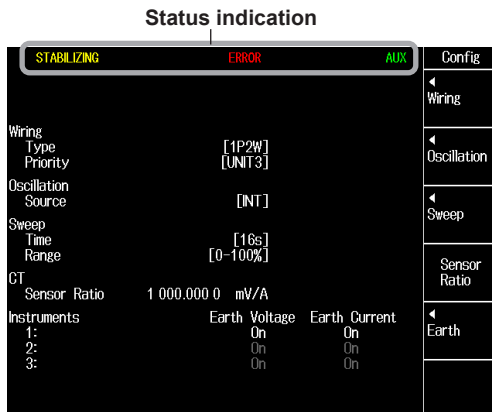 Status indication
STABILIZING ERROR AUX Config
Wiring
Wiring
Type [1P2W]
Priority [UNIT3]
Oscillation
Oscillation
Source [INT]
Sweep
Sweep
Time [16s]
Range [0-100%]
Sensor Ratio
CT
Sensor Ratio 1 000.000 0 mV/A
Instruments Earth Voltage Earth Current
Earth
1: On On
2: On On
3: On On